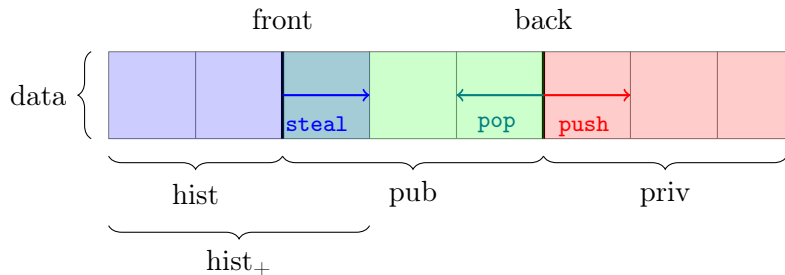 front back
data
steal pop push
hist pub priv
hist₊